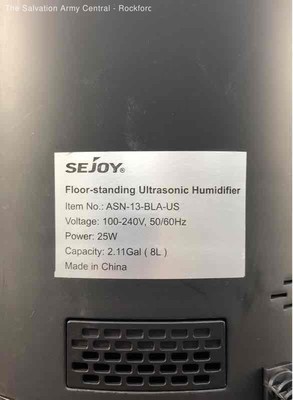 The Salvation Army Central - Rockford
SEJOY®
Floor-standing Ultrasonic Humidifier
Item No.: ASN-13-BLA-US
Voltage: 100-240V, 50/60Hz
Power: 25W
Capacity: 2.11Gal ( 8L )
Made in China